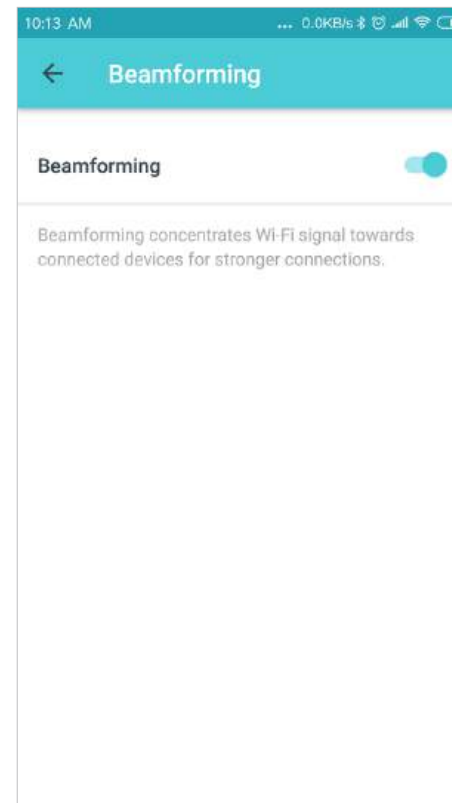 10:13 AM ... 0.0KB/s
Beamforming
Beamforming
Beamforming concentrates Wi-Fi signal towards
connected devices for stronger connections.